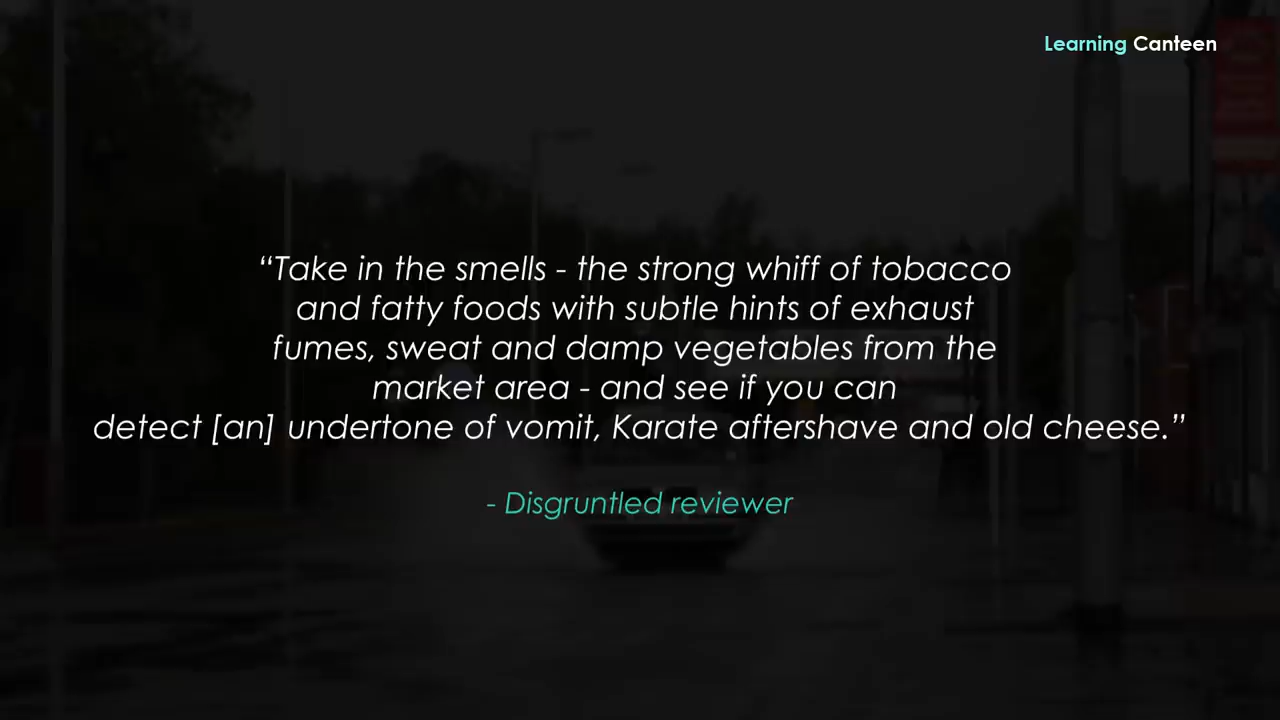 Learning Canteen
“Take in the smells - the strong whiff of tobacco
and fatty foods with subtle hints of exhaust
fumes, sweat and damp vegetables from the
market area - and see if you can
detect [an] undertone of vomit, Karate aftershave and old cheese.”
- Disgruntled reviewer